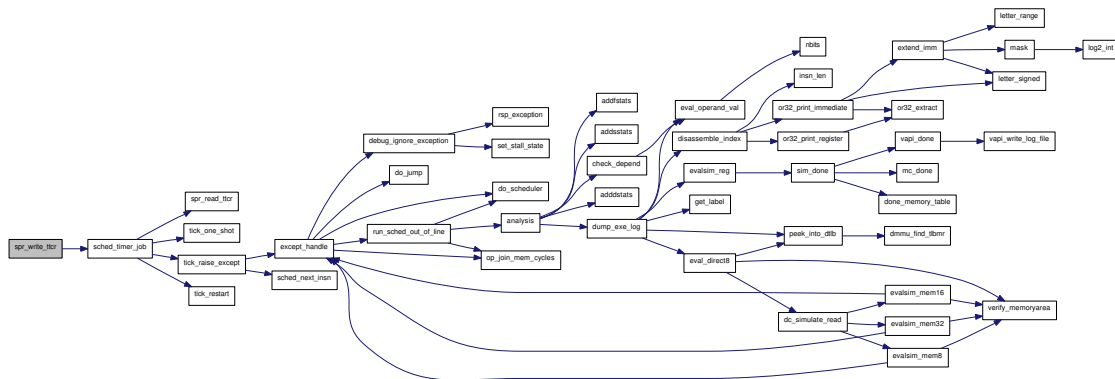 spr_write_ttcr
sched_timer_job
spr_read_ttcr
tick_one_shot
tick_raise_except
tick_restart
except_handle
sched_next_insn
debug_ignore_exception
do_jump
run_sched_out_of_line
rsp_exception
set_stall_state
do_scheduler
op_join_mem_cycles
analysis
addfstats
addsstats
check_depend
adddstats
dump_exe_log
eval_operand_val
disassemble_index
evalsim_reg
get_label
eval_direct8
nbits
insn_len
or32_print_immediate
or32_print_register
sim_done
peek_into_dtlb
dc_simulate_read
extend_imm
or32_extract
vapi_done
mc_done
done_memory_table
dmmu_find_tlbmr
evalsim_mem16
evalsim_mem32
evalsim_mem8
letter_range
mask
letter_signed
vapi_write_log_file
verify_memoryarea
log2_int